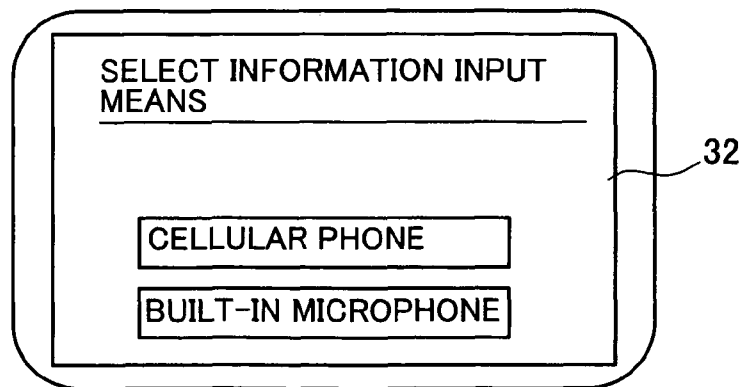 SELECT INFORMATION INPUT
MEANS
32
CELLULAR PHONE
BUILT-IN MICROPHONE